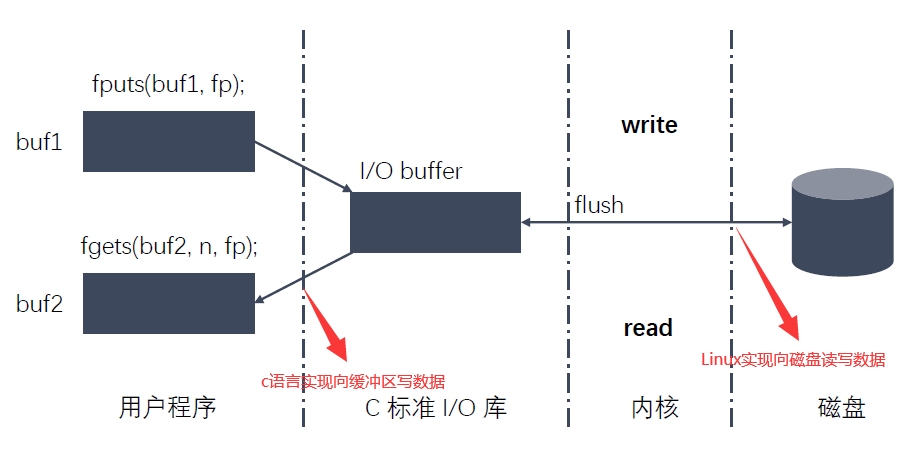 fputs(buf1, fp);
buf1
write
I/O buffer
flush
fgets(buf2, n, fp);
buf2
read
Linux实现向磁盘读写数据
c语言实现向缓冲区写数据
用户程序
C 标准 I/O 库
内核
磁盘